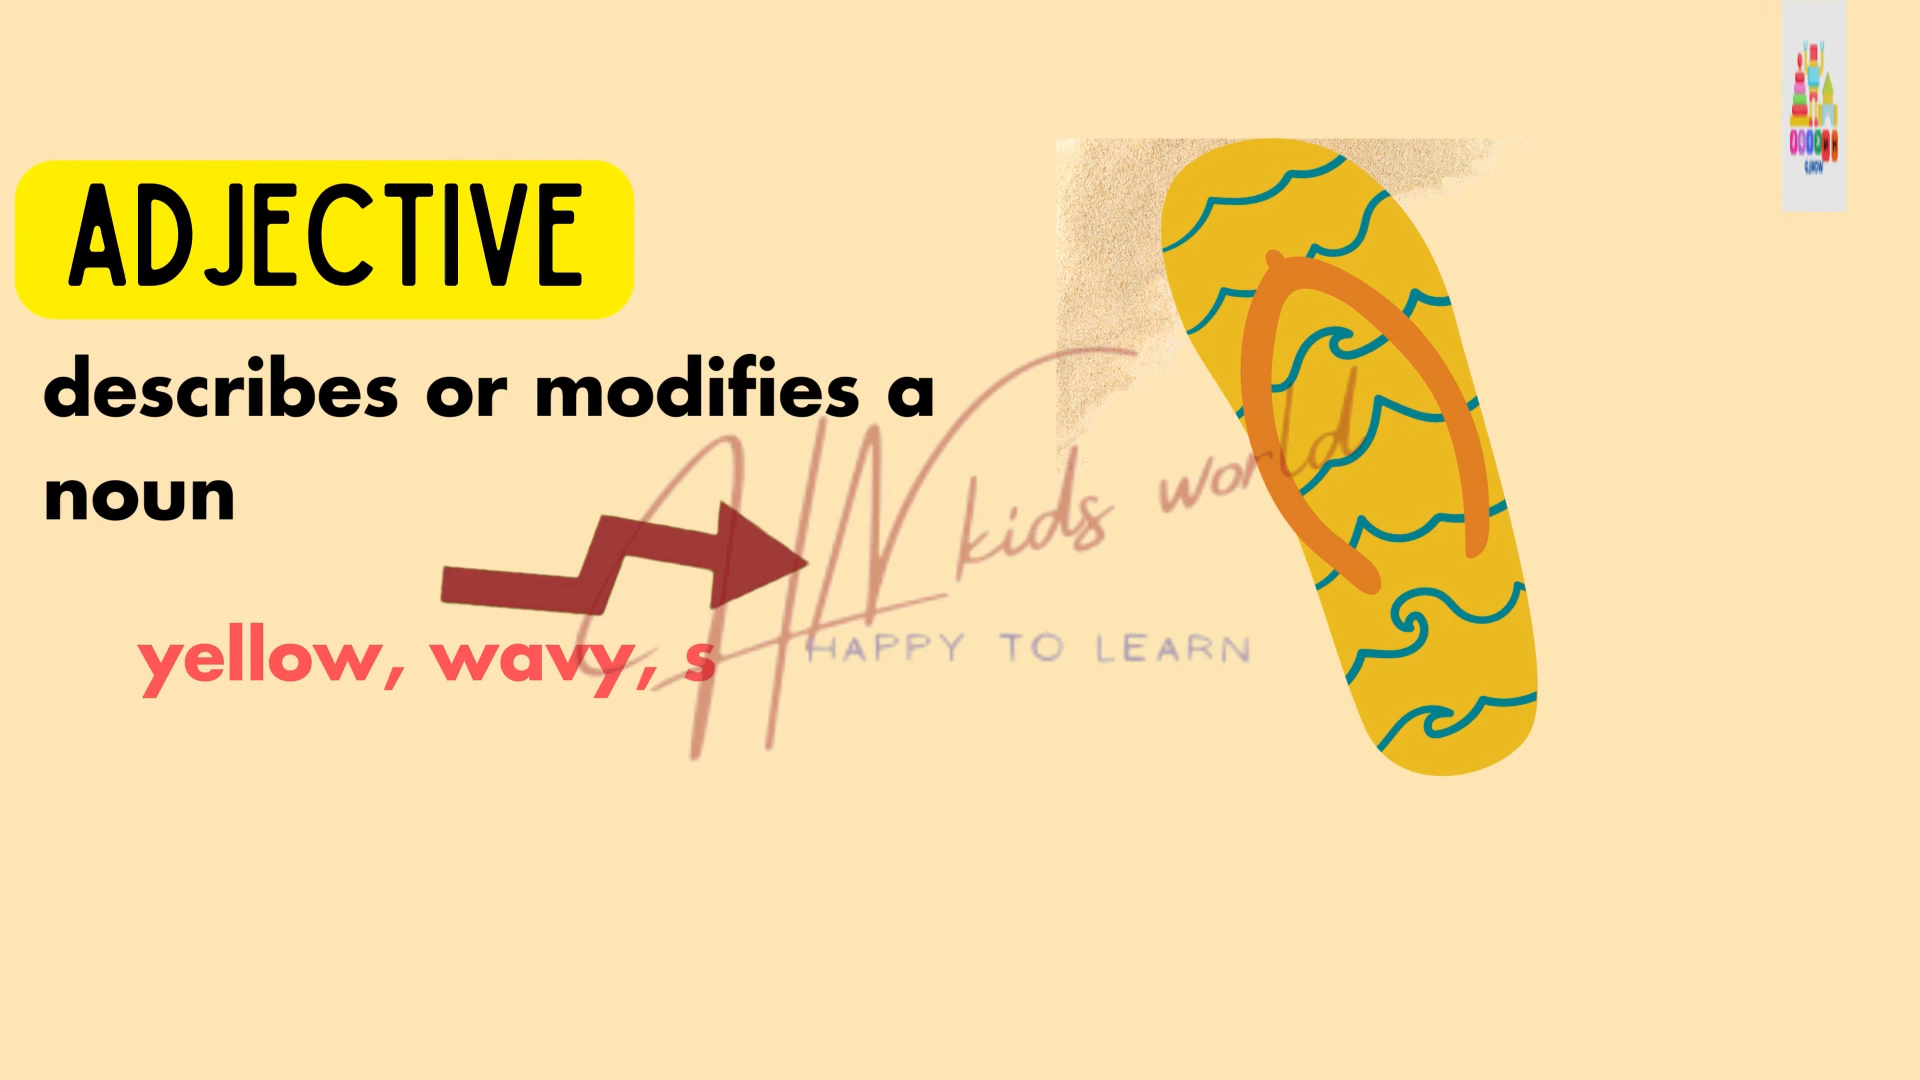 ADJECTIVE
describes or modifies a
noun
yellow, wavy, s
kids world
HAPPY TO LEARN